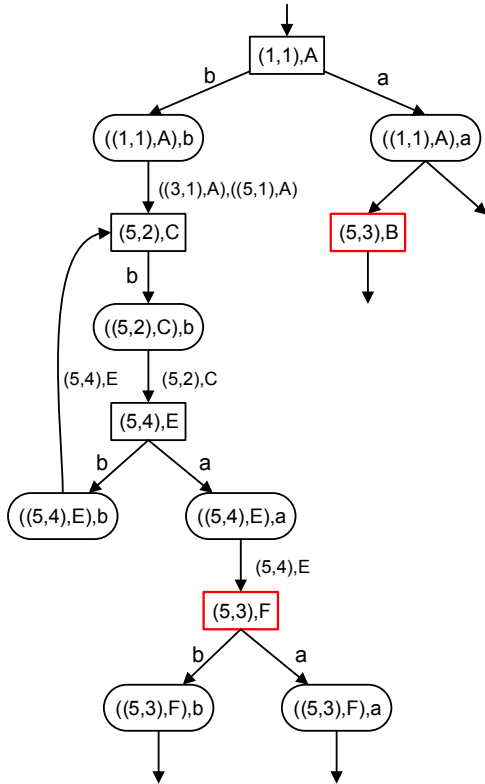 (1,1),A
b
a
((1,1),A),b
((1,1),A),a
((3,1),A),((5,1),A)
(5,2),C
(5,3),B
b
((5,2),C),b
(5,4),E
(5,2),C
(5,4),E
b
a
((5,4),E),b
((5,4),E),a
(5,4),E
(5,3),F
b
a
((5,3),F),b
((5,3),F),a